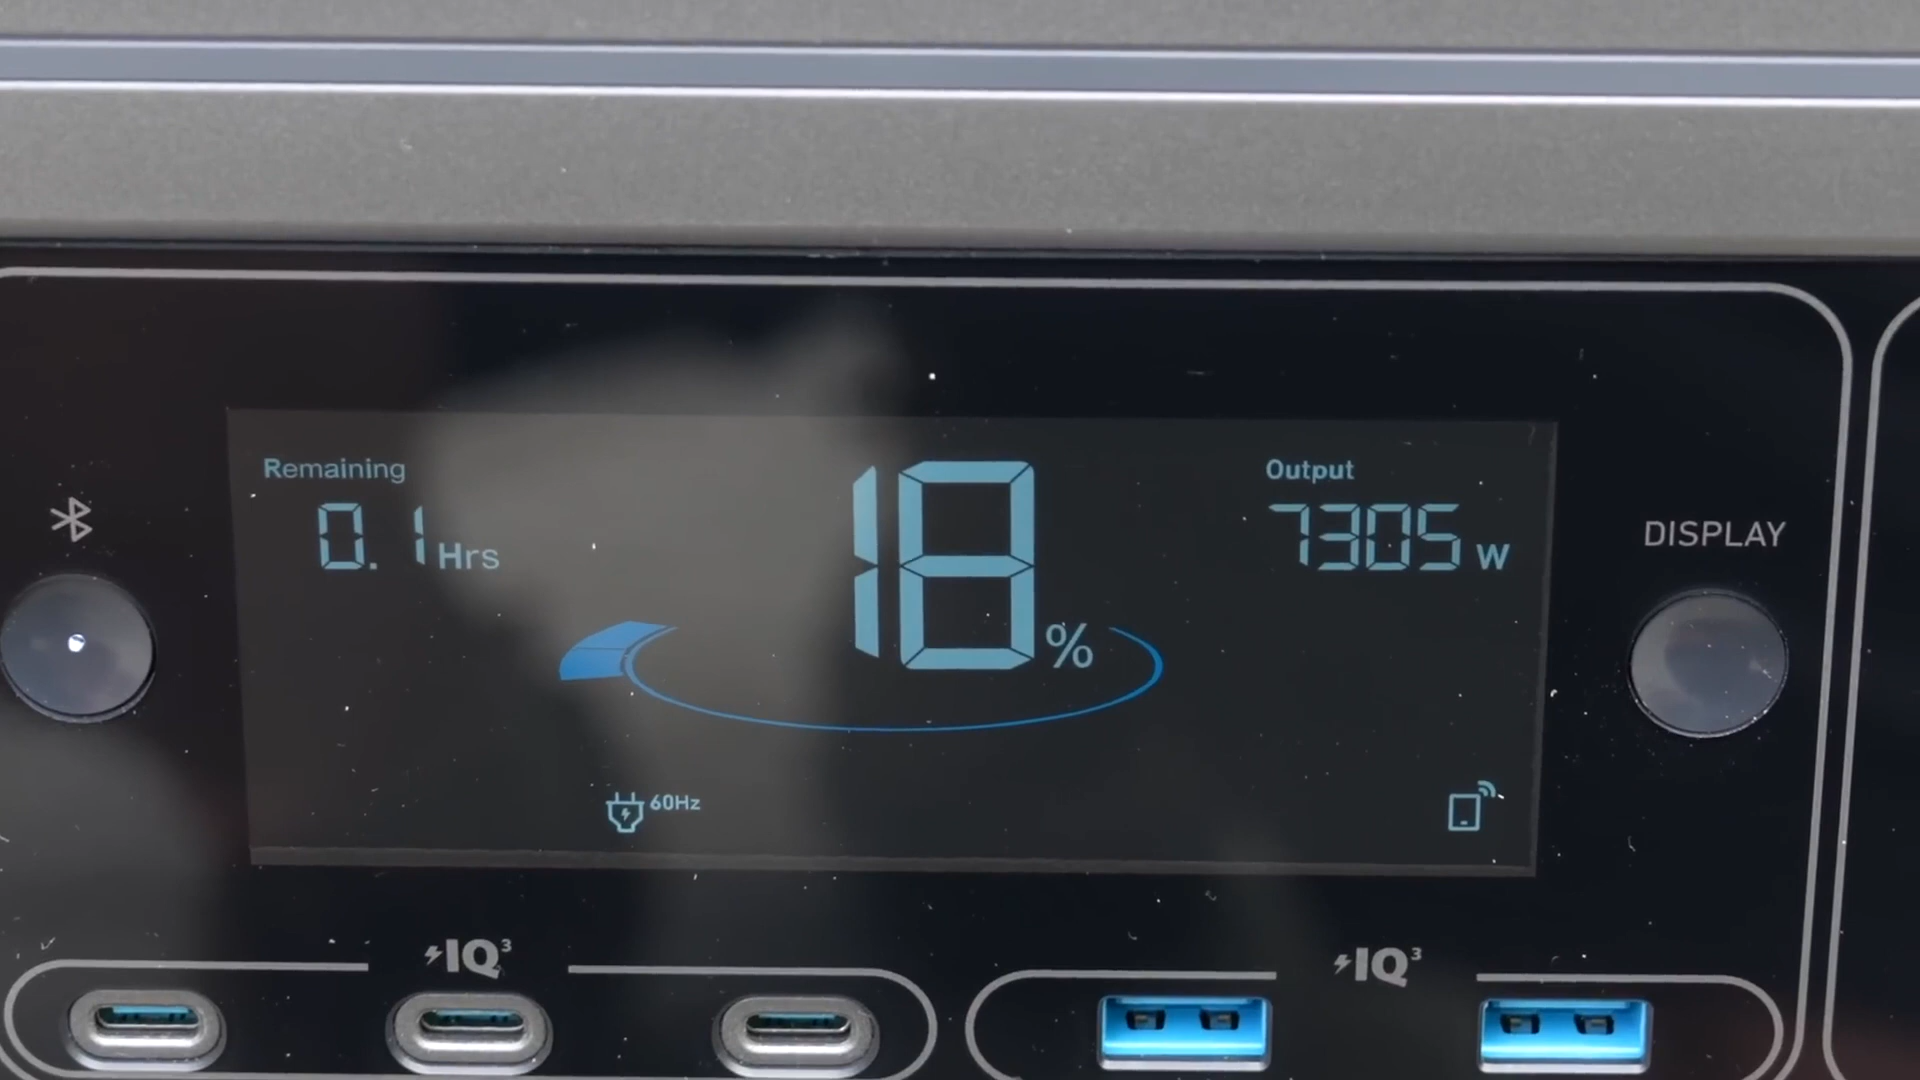 Remaining
0.1 Hrs
18 %
Output
7305 W
60Hz
DISPLAY
IQ³
IQ³